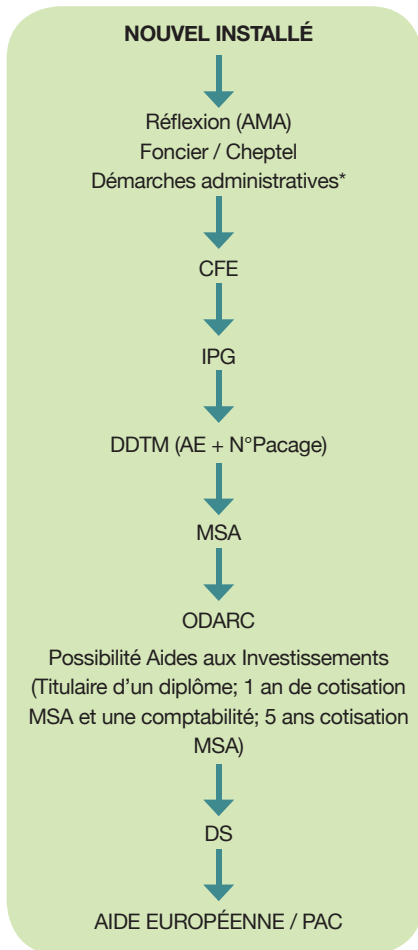 NOUVEL INSTALLÉ
Réflexion (AMA)
Foncier / Cheptel
Démarches administratives*
CFE
IPG
DDTM (AE + N°Pacage)
MSA
ODARC
Possibilité Aides aux Investissements
(Titulaire d’un diplôme; 1 an de cotisation
MSA et une comptabilité; 5 ans cotisation
MSA)
DS
AIDE EUROPÉENNE / PAC